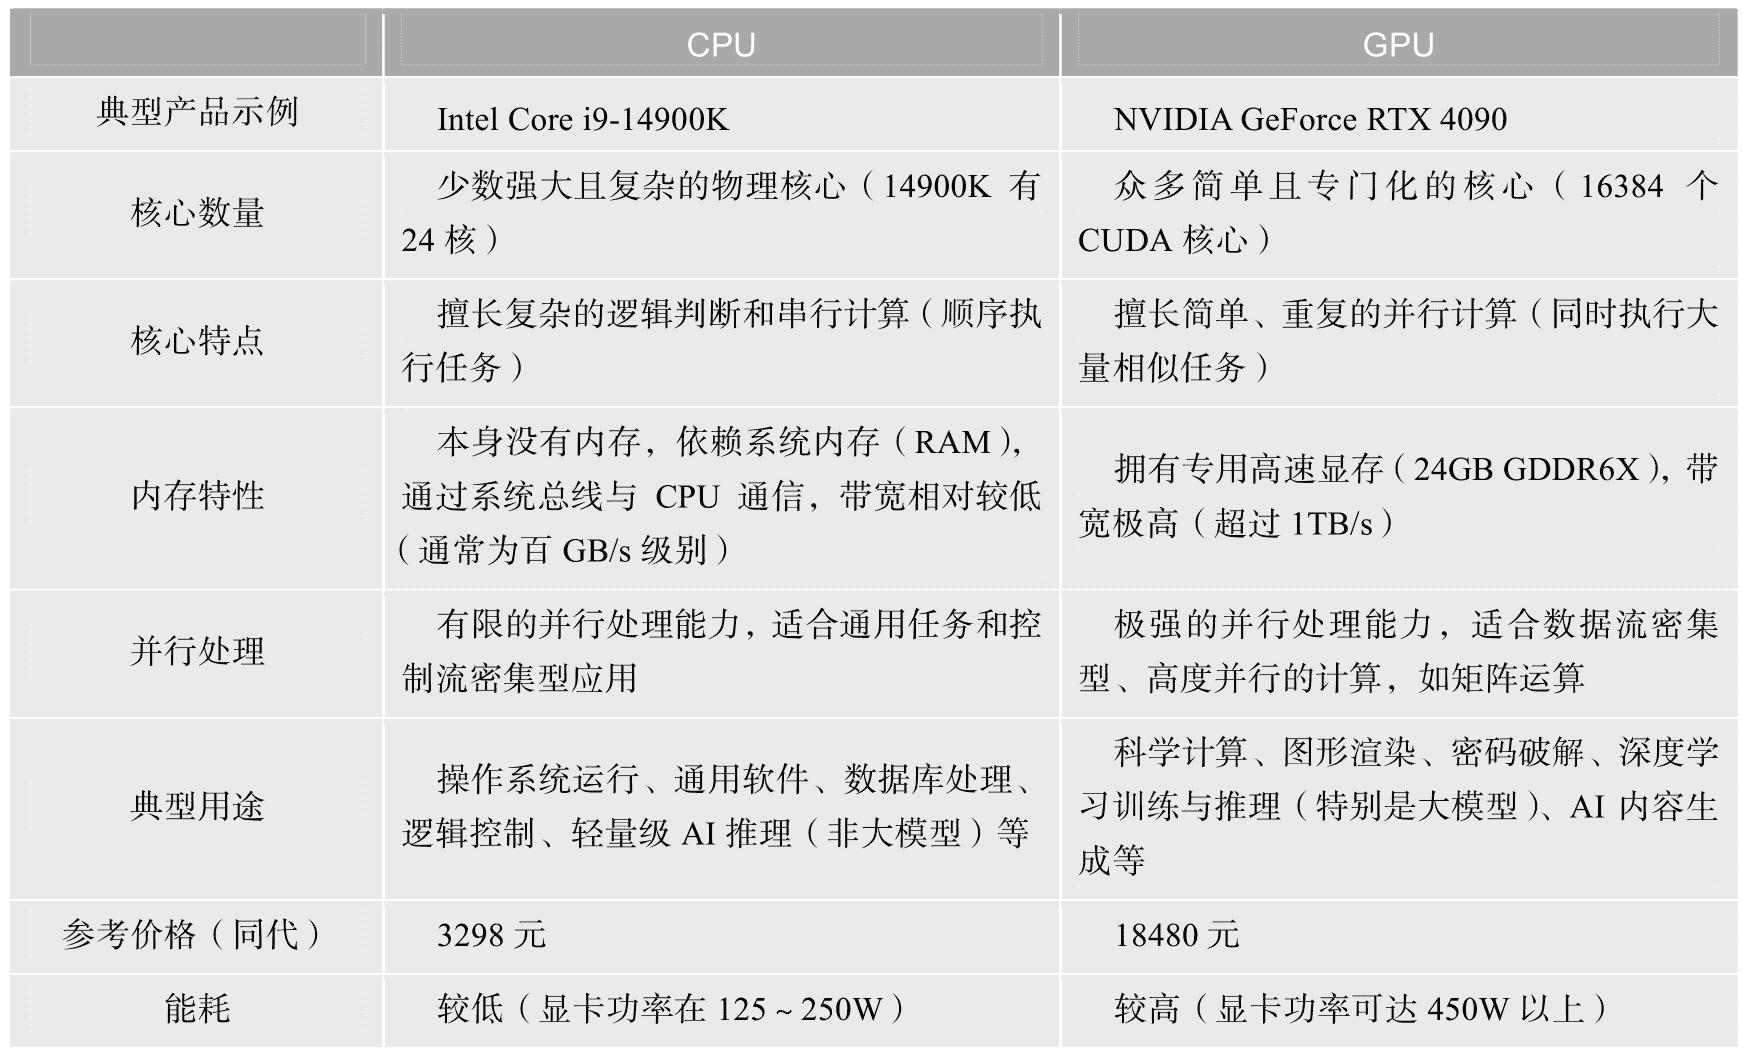 CPU
GPU
典型产品示例
Intel Core i9-14900K
NVIDIA GeForce RTX 4090
核心数量
少数强大且复杂的物理核心（14900K 有
24 核）
众多简单且专门化的核心（16384 个
CUDA 核心）
核心特点
擅长复杂的逻辑判断和串行计算（顺序执
行任务）
擅长简单、重复的并行计算（同时执行大
量相似任务）
内存特性
本身没有内存，依赖系统内存（RAM），
通过系统总线与 CPU 通信，带宽相对较低
（通常为百 GB/s 级别）
拥有专用高速显存（24GB GDDR6X），带
宽极高（超过 1TB/s）
并行处理
有限的并行处理能力，适合通用任务和控
制流密集型应用
极强的并行处理能力，适合数据流密集
型、高度并行的计算，如矩阵运算
典型用途
操作系统运行、通用软件、数据库处理、
逻辑控制、轻量级 AI 推理（非大模型）等
科学计算、图形渲染、密码破解、深度学
习训练与推理（特别是大模型）、AI 内容生
成等
参考价格（同代）
3298 元
18480 元
能耗
较低（显卡功率在 125～250W）
较高（显卡功率可达 450W 以上）